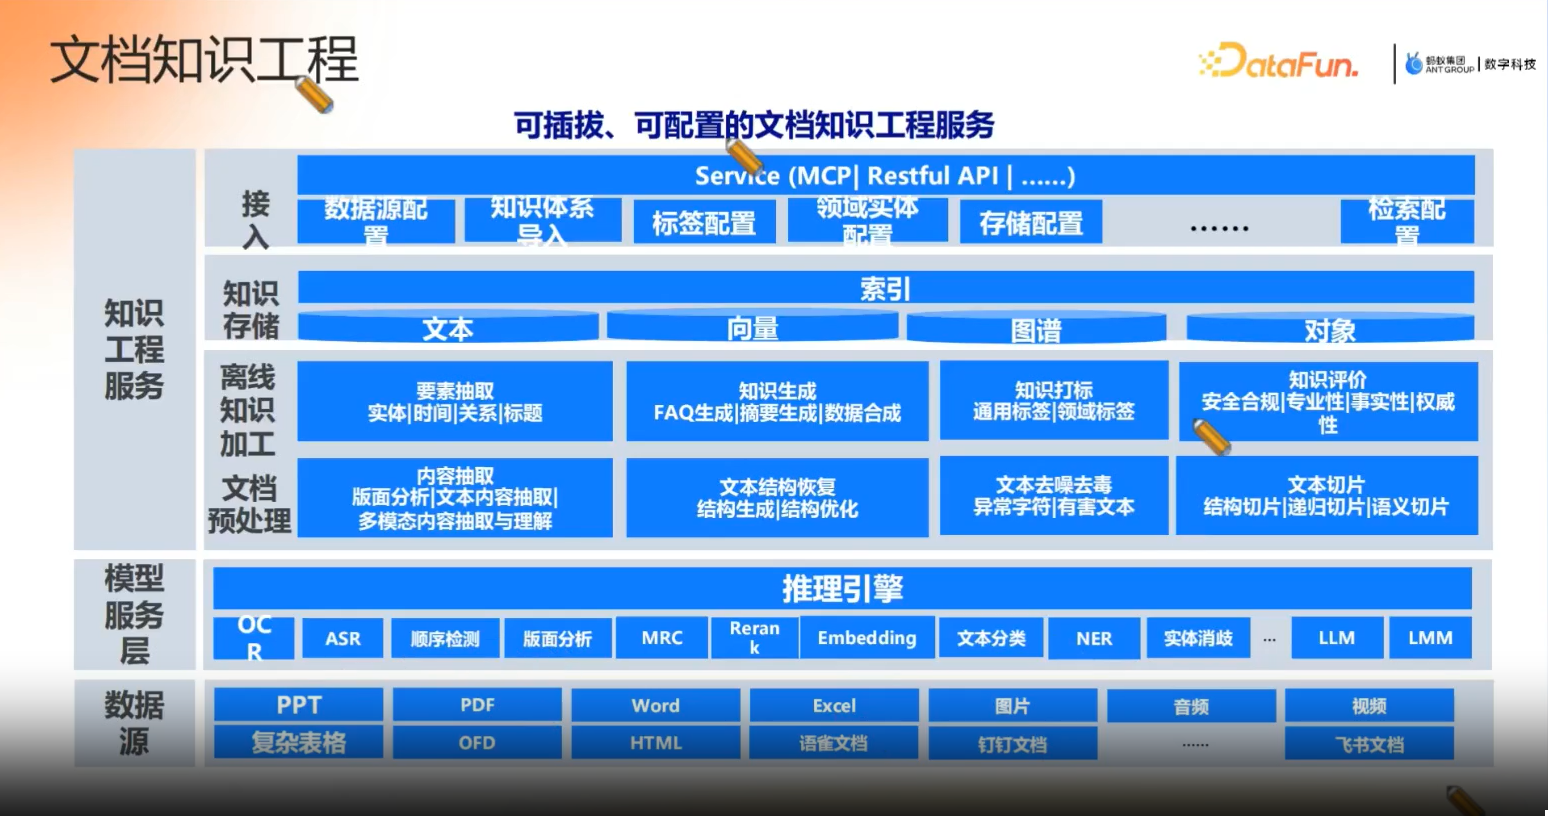 文档知识工程
DataFun.
蚂蚁集团
ANT GROUP
数字科技
可插拔、可配置的文档知识工程服务
知识
工程
服务
接
入
Service (MCP| Restful API | ……)
数据源配
置
知识体系
导入
标签配置
领域实体
配置
存储配置
……
检索配
置
知识
存储
索引
文本
向量
图谱
对象
离线
知识
加工
要素抽取
实体|时间|关系|标题
知识生成
FAQ生成|摘要生成|数据合成
知识打标
通用标签|领域标签
知识评价
安全合规|专业性|事实性|权威
性
文档
预处理
内容抽取
版面分析|文本内容抽取|
多模态内容抽取与理解
文本结构恢复
结构生成|结构优化
文本去噪去毒
异常字符|有害文本
文本切片
结构切片|递归切片|语义切片
模型
服务
层
推理引擎
OC
R
ASR
顺序检测
版面分析
MRC
Reran
k
Embedding
文本分类
NER
实体消歧
...
LLM
LMM
数据
源
PPT
PDF
Word
Excel
图片
音频
视频
复杂表格
OFD
HTML
语雀文档
钉钉文档
……
飞书文档